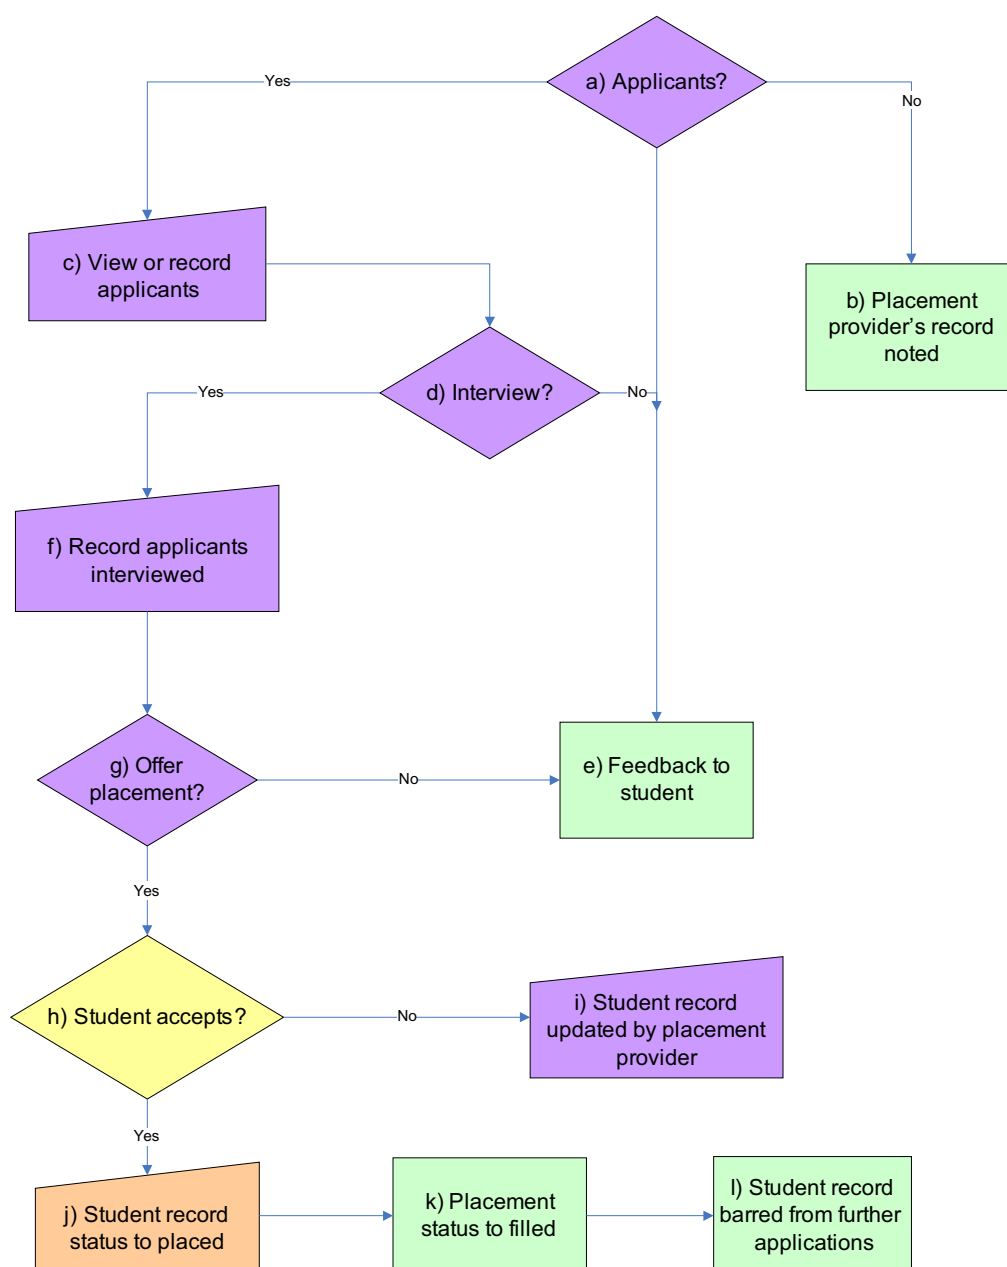 a) Applicants?
Yes
No
c) View or record
applicants
b) Placement
provider's record
noted
d) Interview?
Yes
No
f) Record applicants
interviewed
g) Offer
placement?
No
e) Feedback to
student
Yes
h) Student accepts?
No
i) Student record
updated by placement
provider
Yes
j) Student record
status to placed
k) Placement
status to filled
l) Student record
barred from further
applications